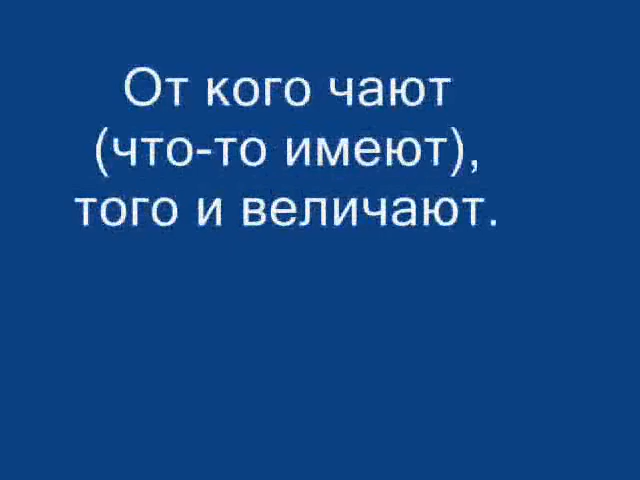 От кого чают
(что-то имеют),
того и величают.